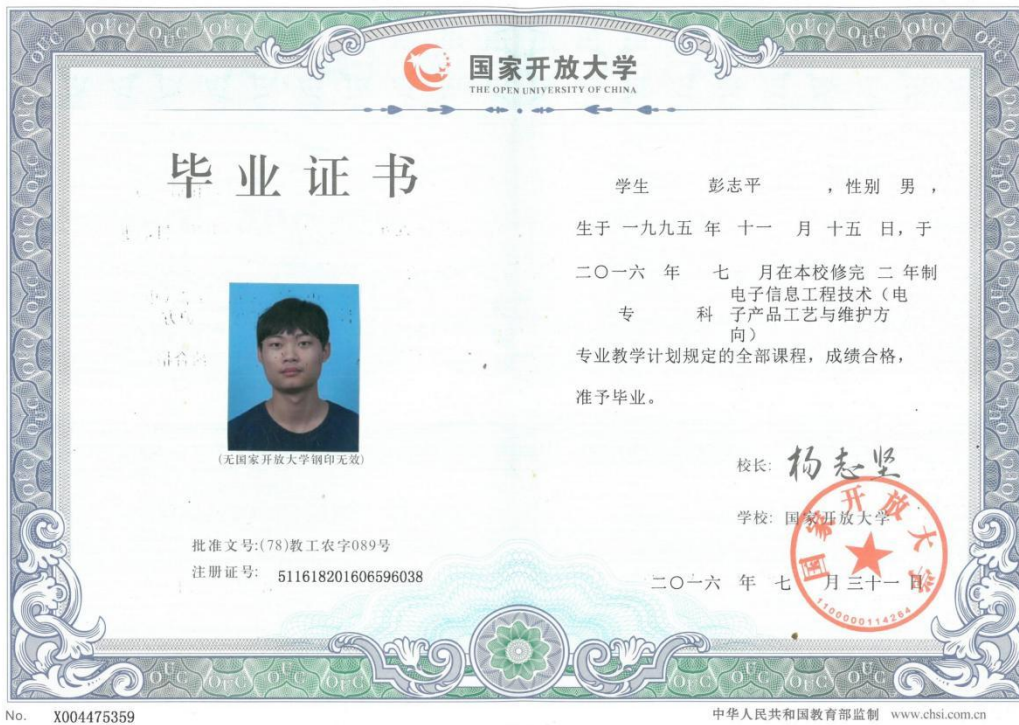 国家开放大学
THE OPEN UNIVERSITY OF CHINA
毕业证书
(无国家开放大学钢印无效)
批准文号:(78)教工农字089号
注册证号: 511618201606596038
学生 彭志平 ，性别 男 ，
生于 一九九五 年 十一 月 十五 日，于
二〇一六 年 七 月在本校修完 二 年制
专 科 电子信息工程技术（电
子产品工艺与维护方
向）
专业教学计划规定的全部课程，成绩合格，
准予毕业。
校长: 杨志坚
学校: 国家开放大学
国家开放大学
1100000114264
二〇一六 年 七 月 三十一 日
No. X004475359
中华人民共和国教育部监制 www.chsi.com.cn